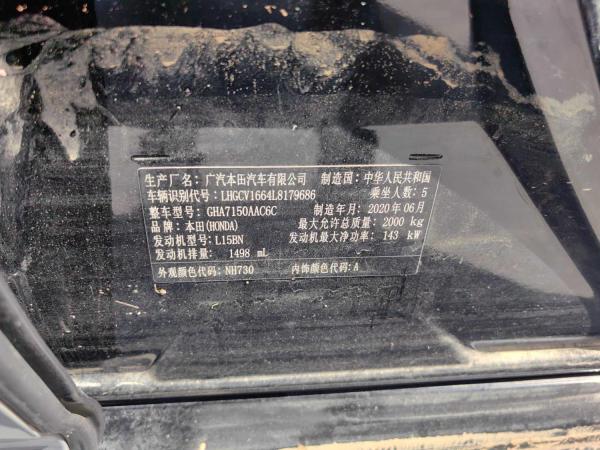 生产厂名：广汽本田汽车有限公司 制造国：中华人民共和国
车辆识别代号：LHGCV1664L8179686 乘坐人数：5
整车型号：GHA7150AAC6C 制造年月：2020年06月
品牌：本田(HONDA) 最大允许总质量：2000 kg
发动机型号：L15BN 发动机最大净功率：143 kW
发动机排量：1498 mL
外观颜色代码：NH730 内饰颜色代码：A